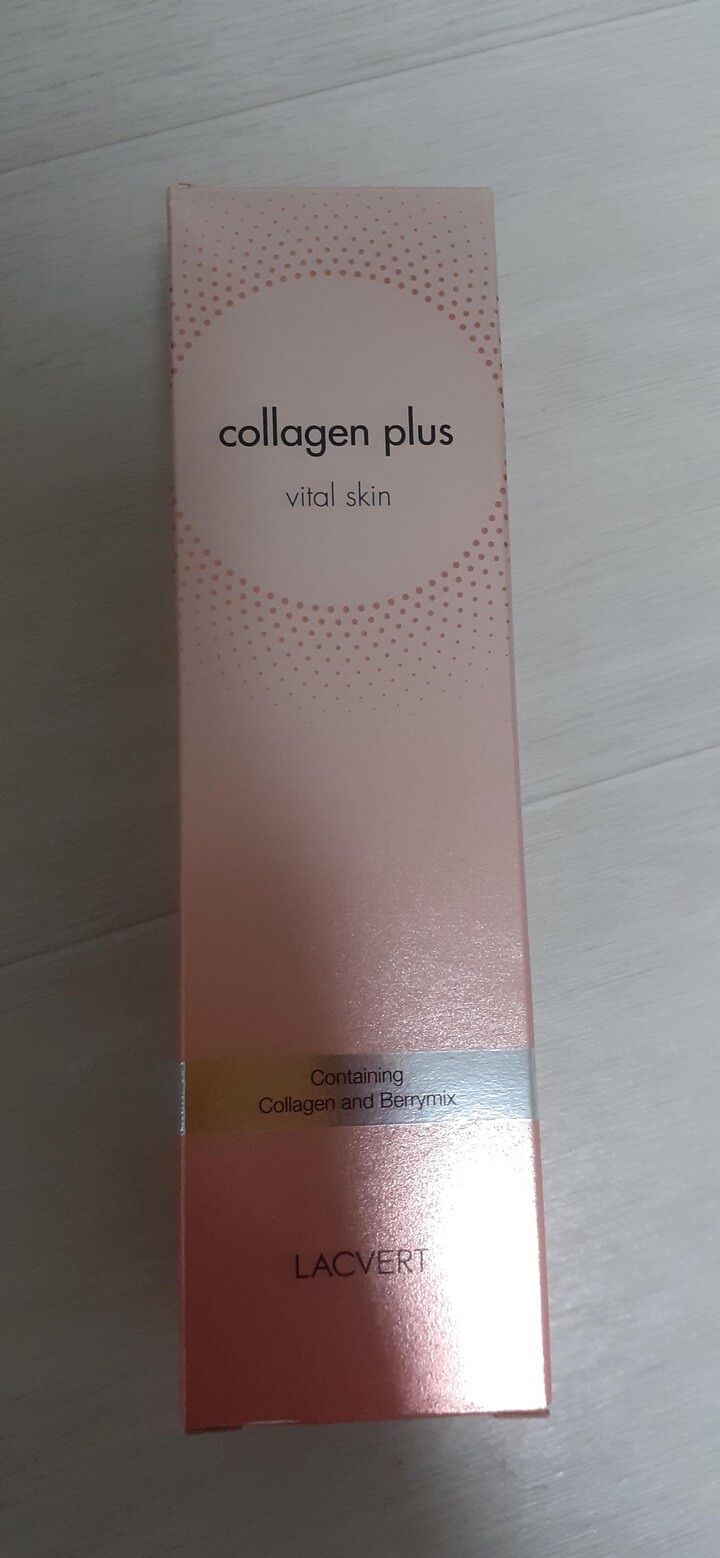 collagen plus
vital skin
Containing
Collagen and Berrymix
LACVERT